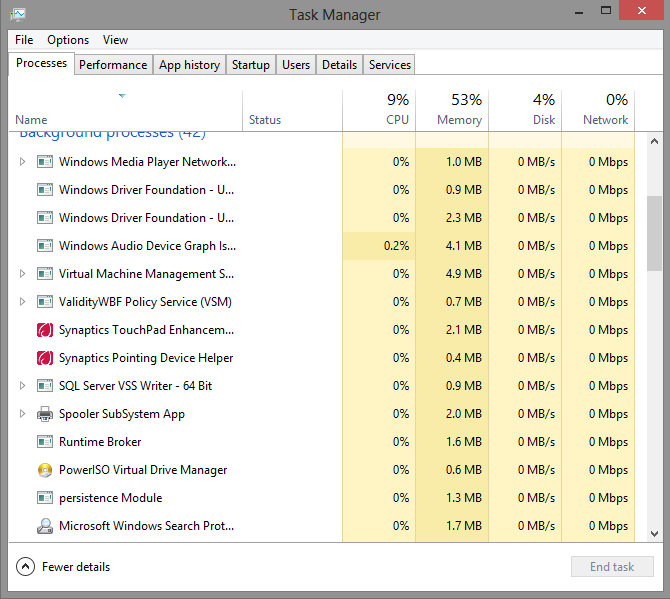 Task Manager
File Options View
Processes Performance App history Startup Users Details Services
9% 53% 4% 0%
Name Status CPU Memory Disk Network
Background processes (42)
Windows Media Player Network... 0% 1.0 MB 0 MB/s 0 Mbps
Windows Driver Foundation - U... 0% 0.9 MB 0 MB/s 0 Mbps
Windows Driver Foundation - U... 0% 2.3 MB 0 MB/s 0 Mbps
Windows Audio Device Graph Is... 0.2% 4.1 MB 0 MB/s 0 Mbps
Virtual Machine Management S... 0% 4.9 MB 0 MB/s 0 Mbps
ValidityWBF Policy Service (VSM) 0% 0.7 MB 0 MB/s 0 Mbps
Synaptics TouchPad Enhancem... 0% 2.1 MB 0 MB/s 0 Mbps
Synaptics Pointing Device Helper 0% 0.4 MB 0 MB/s 0 Mbps
SQL Server VSS Writer - 64 Bit 0% 0.9 MB 0 MB/s 0 Mbps
Spooler SubSystem App 0% 2.0 MB 0 MB/s 0 Mbps
Runtime Broker 0% 1.6 MB 0 MB/s 0 Mbps
PowerISO Virtual Drive Manager 0% 0.6 MB 0 MB/s 0 Mbps
persistence Module 0% 1.3 MB 0 MB/s 0 Mbps
Microsoft Windows Search Prot... 0% 1.7 MB 0 MB/s 0 Mbps
Fewer details End task